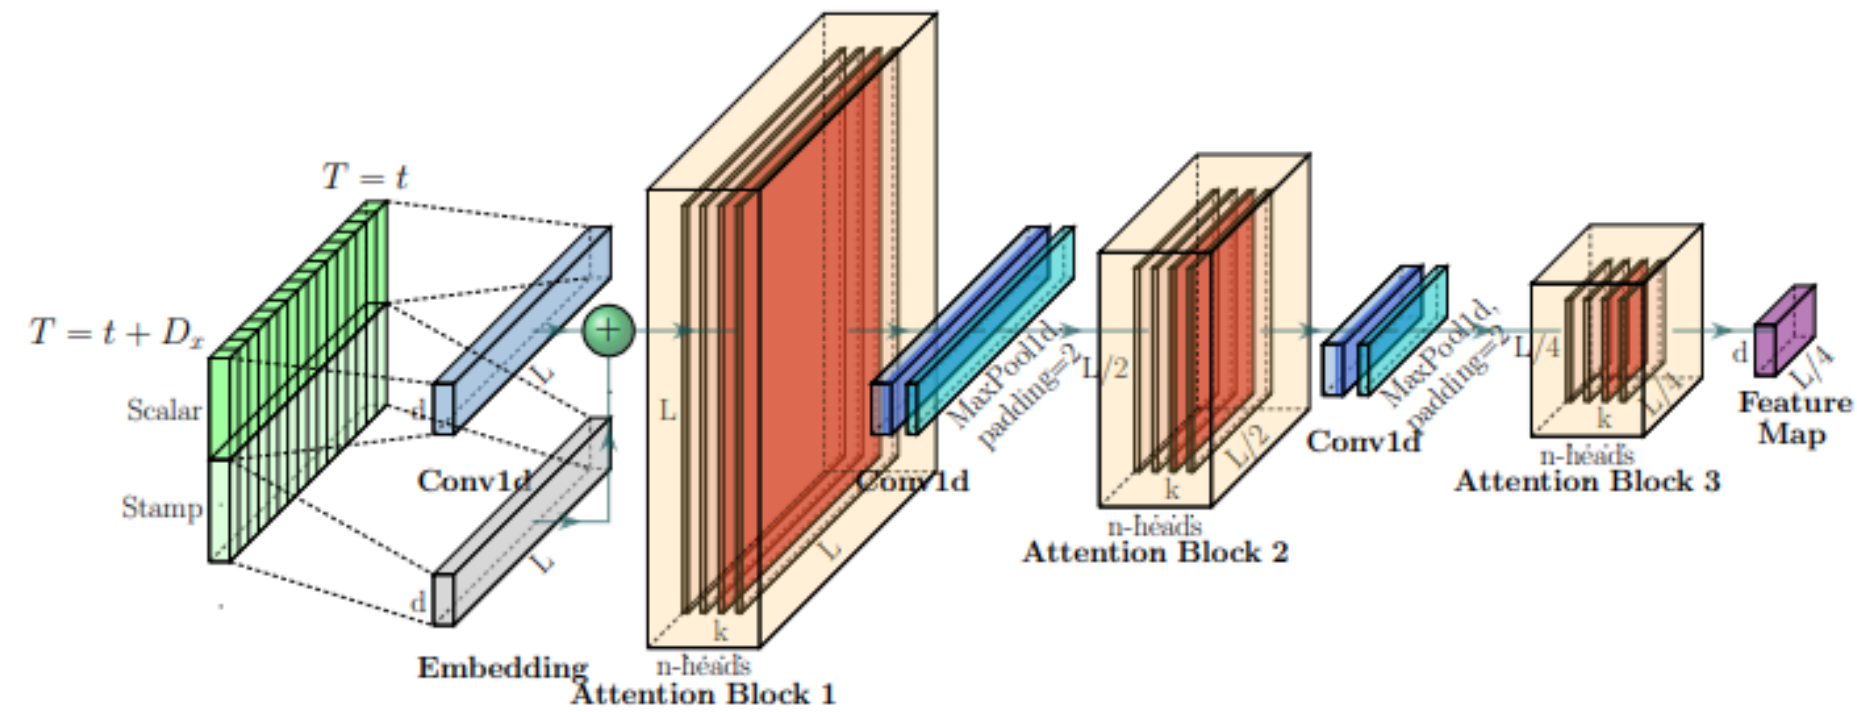 T = t
T = t + D_x
Scalar
Stamp
d
L
Conv1d
d
L
Embedding
+
L
k
L
n-heads
Attention Block 1
Conv1d
MaxPool1d,
padding=2
L/2
k
L/2
n-heads
Attention Block 2
Conv1d
MaxPool1d,
padding=2
L/4
k
L/4
n-heads
Attention Block 3
d
L/4
Feature
Map